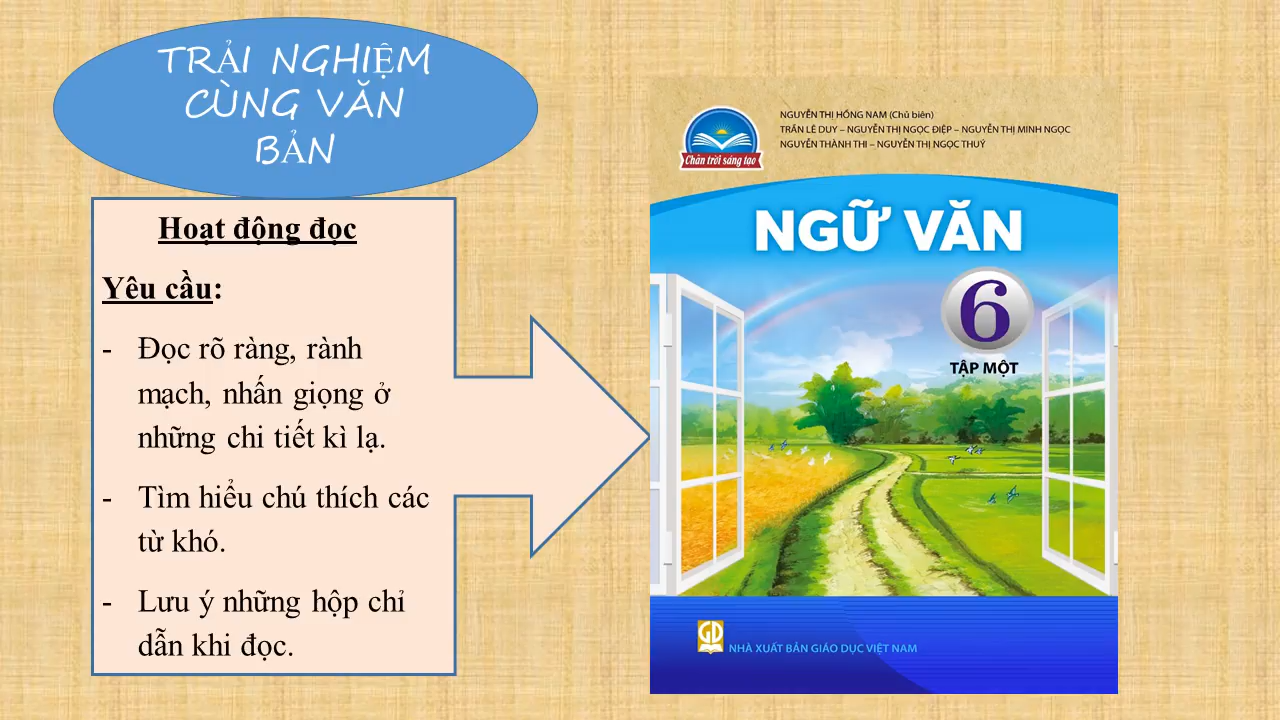 TRẢI NGHIỆM
CÙNG VĂN
BẢN
Hoạt động đọc
Yêu cầu:
- Đọc rõ ràng, rành
mạch, nhấn giọng ở
những chi tiết kì lạ.
- Tìm hiểu chú thích các
từ khó.
- Lưu ý những hộp chỉ
dẫn khi đọc.
NGUYỄN THỊ HỒNG NAM (Chủ biên)
TRẦN LÊ DUY – NGUYỄN THỊ NGỌC ĐIỆP – NGUYỄN THỊ MINH NGỌC
NGUYỄN THÀNH THI – NGUYỄN THỊ NGỌC THUÝ
Chân trời sáng tạo
NGỮ VĂN
6
TẬP MỘT
GD
NHÀ XUẤT BẢN GIÁO DỤC VIỆT NAM